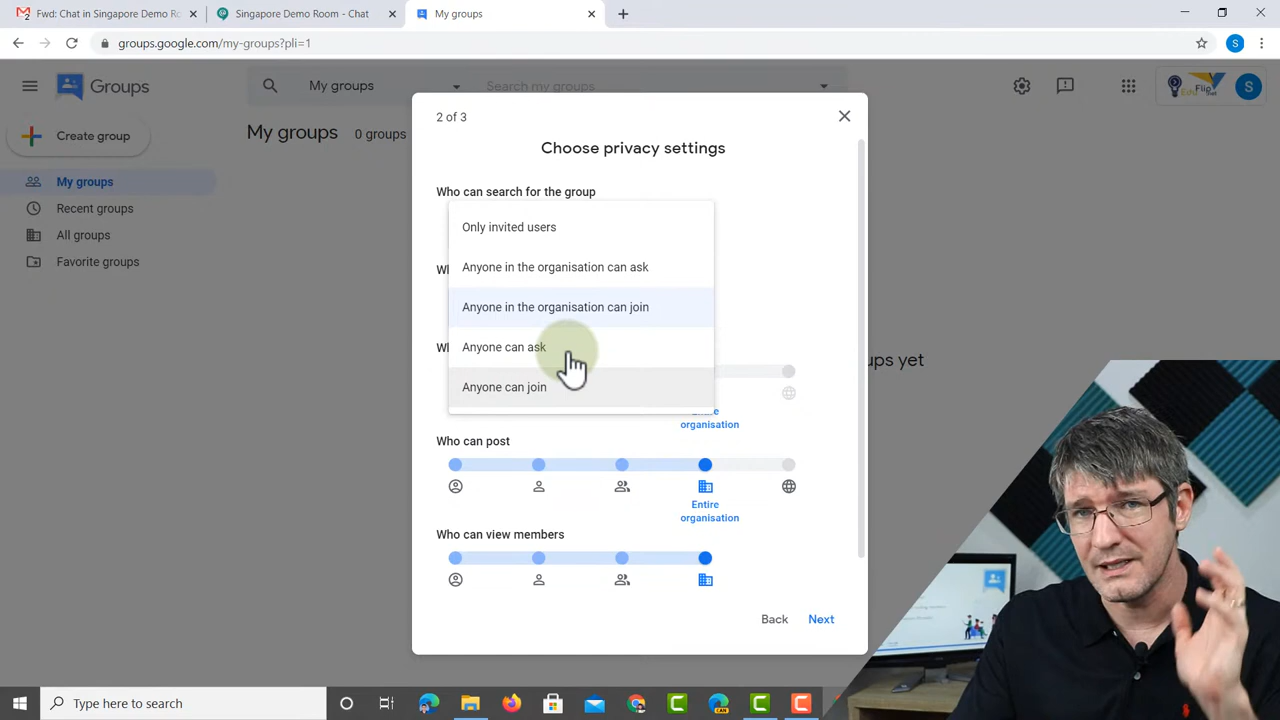 Fwd: Chat in Singapore Demo Ro
Singapore Demo Room - Chat
My groups
groups.google.com/my-groups?pli=1
S
Groups
My groups
Search my groups
S
Create group
My groups
0 groups
My groups
Recent groups
All groups
Favorite groups
2 of 3
Choose privacy settings
Who can search for the group
Only invited users
Anyone in the organisation can ask
Anyone in the organisation can join
Anyone can ask
Anyone can join
organisation
Who can post
Entire
organisation
Who can view members
Back
Next
Type here to search